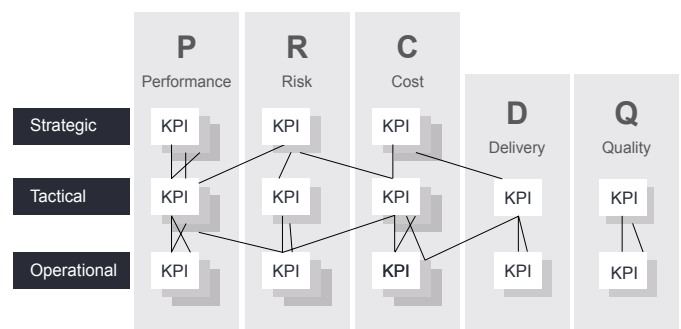 P R C
Performance Risk Cost
D Q
Strategic KPI KPI KPI
Delivery Quality
Tactical KPI KPI KPI KPI KPI
Operational KPI KPI KPI KPI KPI